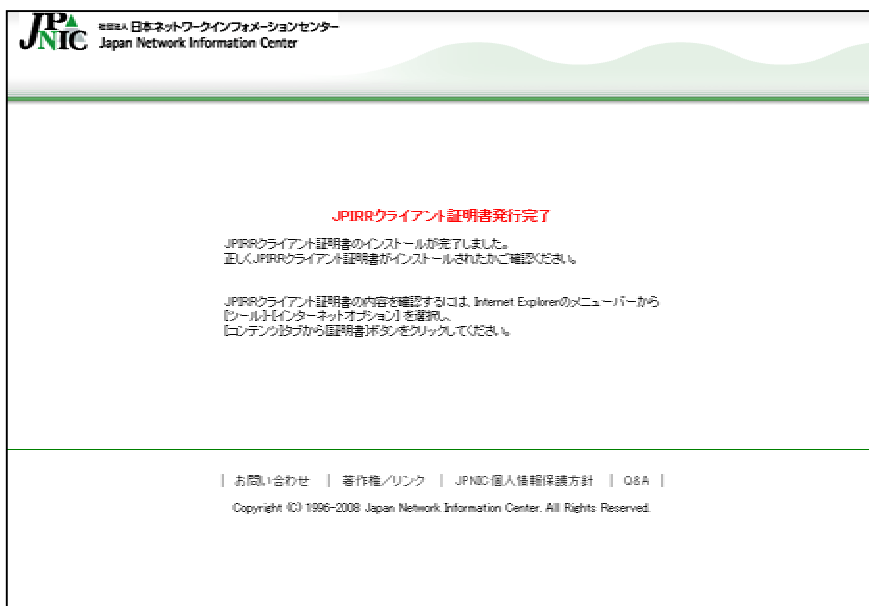 JPNIC 社団法人 日本ネットワークインフォメーションセンター
Japan Network Information Center
JPIRRクライアント証明書発行完了
JPIRRクライアント証明書のインストールが完了しました。
正しくJPIRRクライアント証明書がインストールされたかご確認ください。
JPIRRクライアント証明書の内容を確認するには、Internet Explorerのメニューバーから
[ツール]-[インターネットオプション] を選択し、
[コンテンツ]タブから[証明書]ボタンをクリックしてください。
| お問い合わせ | 著作権/リンク | JPNIC個人情報保護方針 | Q&A |
Copyright (C) 1996-2008 Japan Network Information Center. All Rights Reserved.